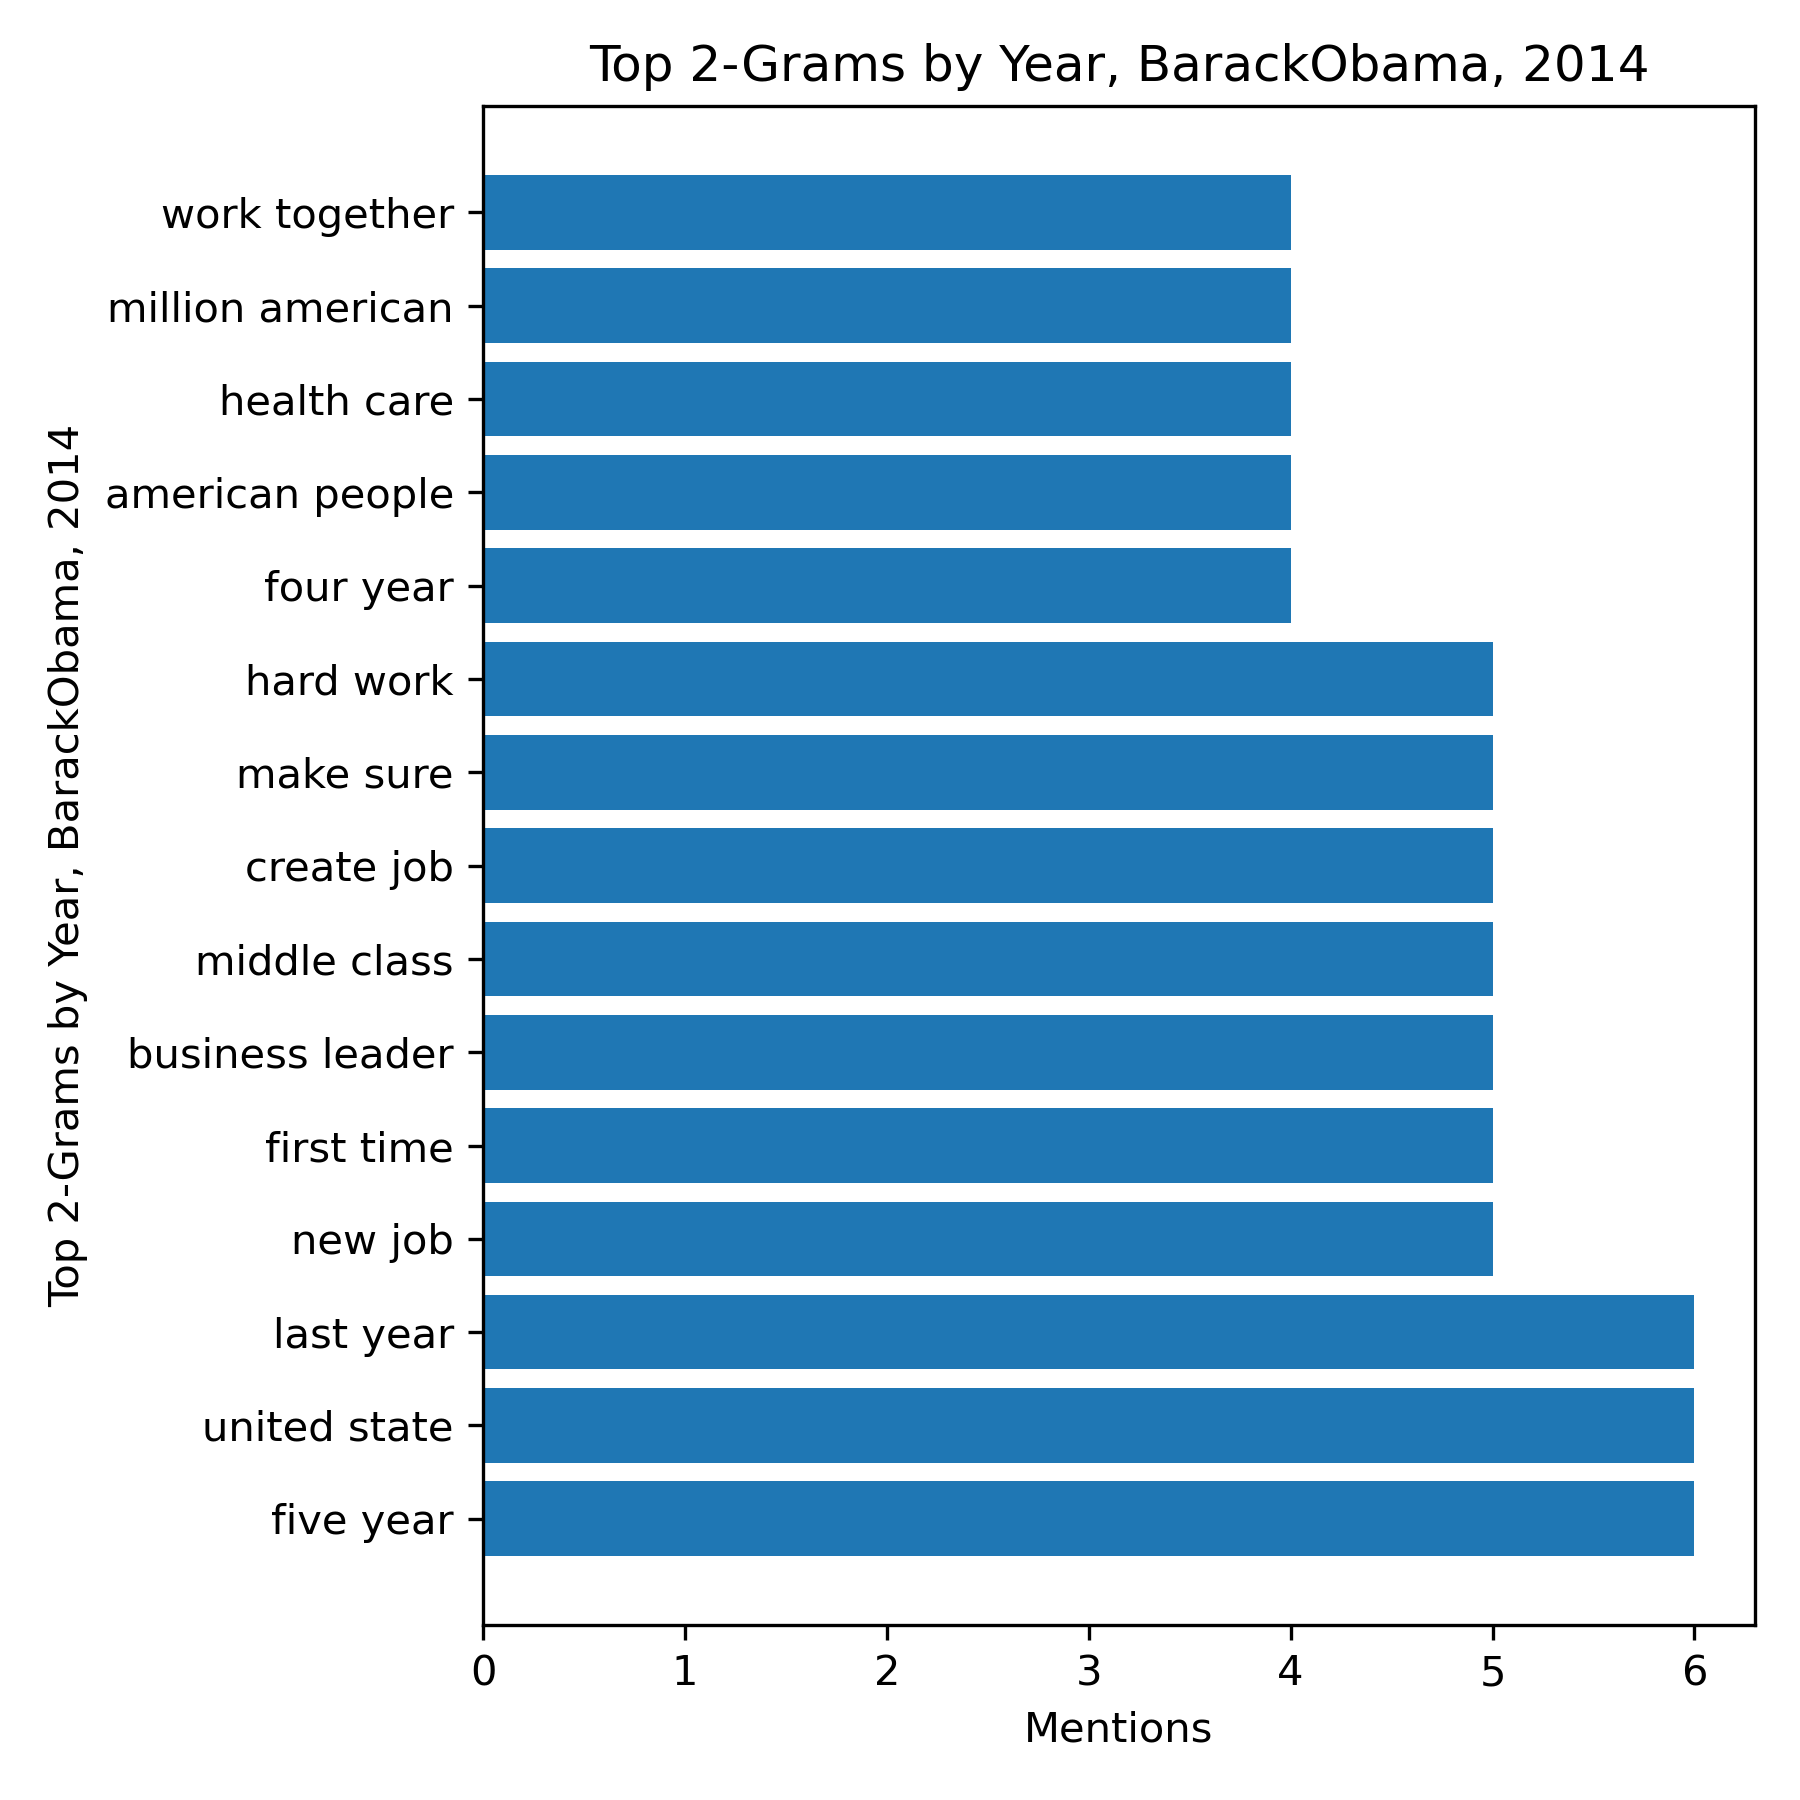 Top 2-Grams by Year, BarackObama, 2014
Top 2-Grams by Year, BarackObama, 2014
work together
million american
health care
american people
four year
hard work
make sure
create job
middle class
business leader
first time
new job
last year
united state
five year
0 1 2 3 4 5 6
Mentions